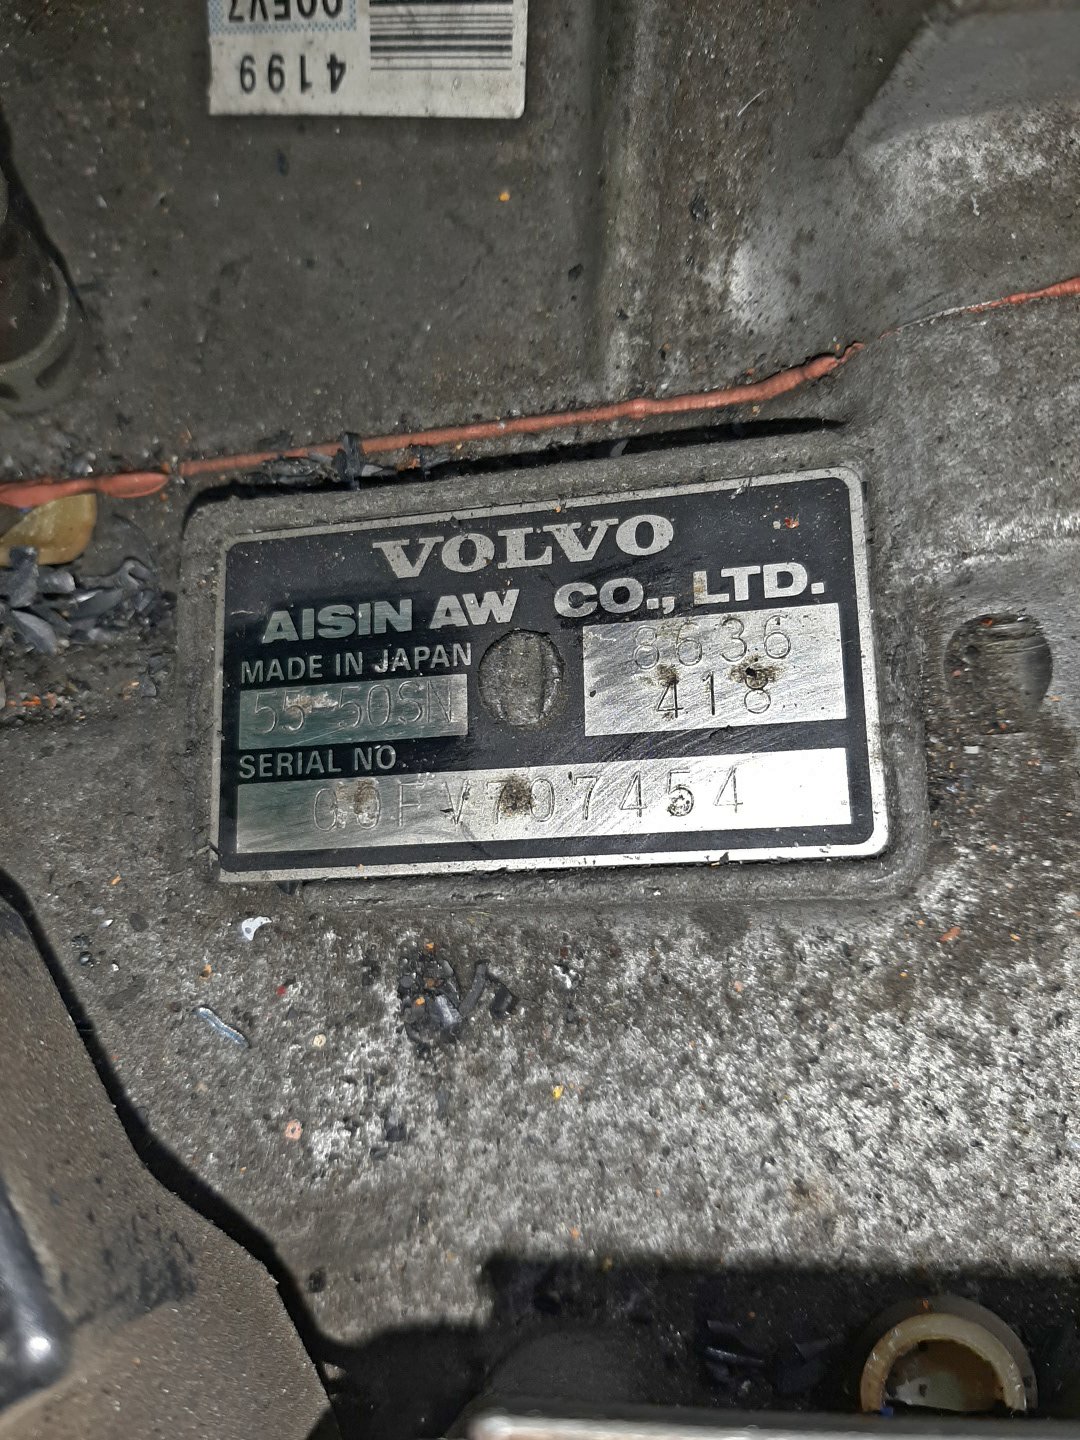 4199
VOLVO
AISIN AW CO., LTD.
MADE IN JAPAN
55-50SN
8636
418
SERIAL NO.
00FV707454